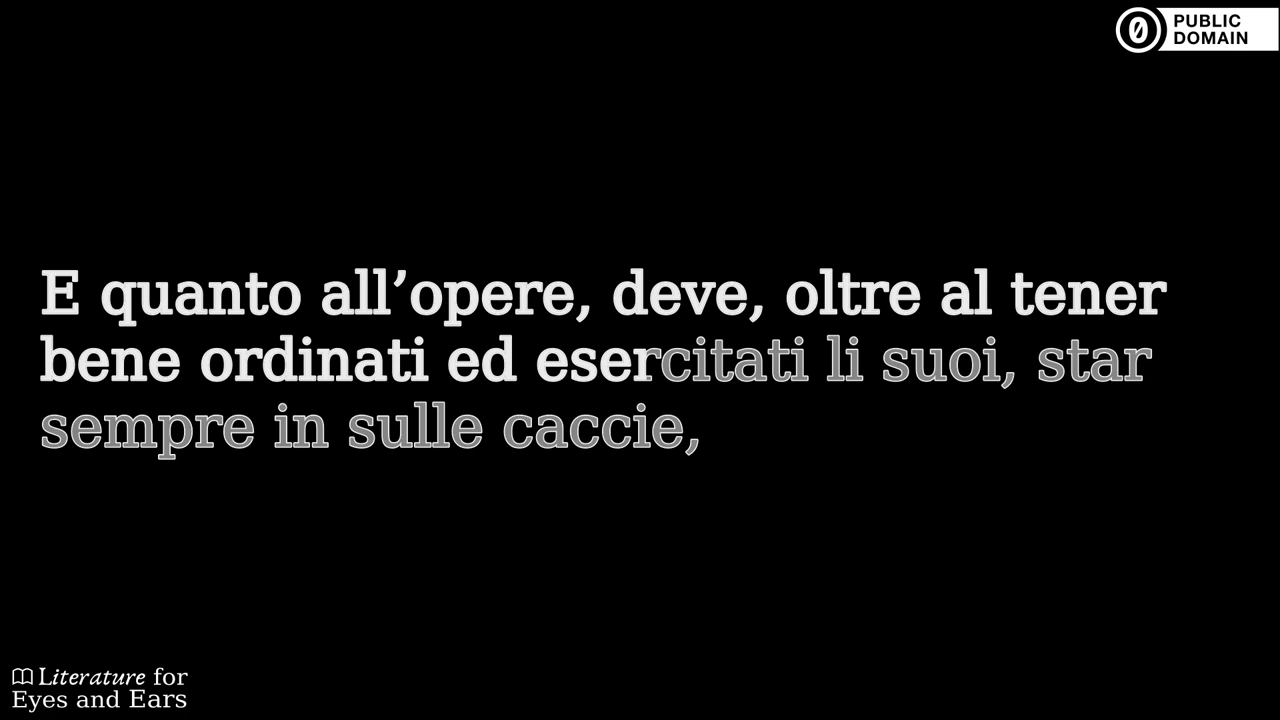 PUBLIC
DOMAIN
E quanto all’opere, deve, oltre al tener
bene ordinati ed esercitati li suoi, star
sempre in sulle caccie,
Literature for
Eyes and Ears